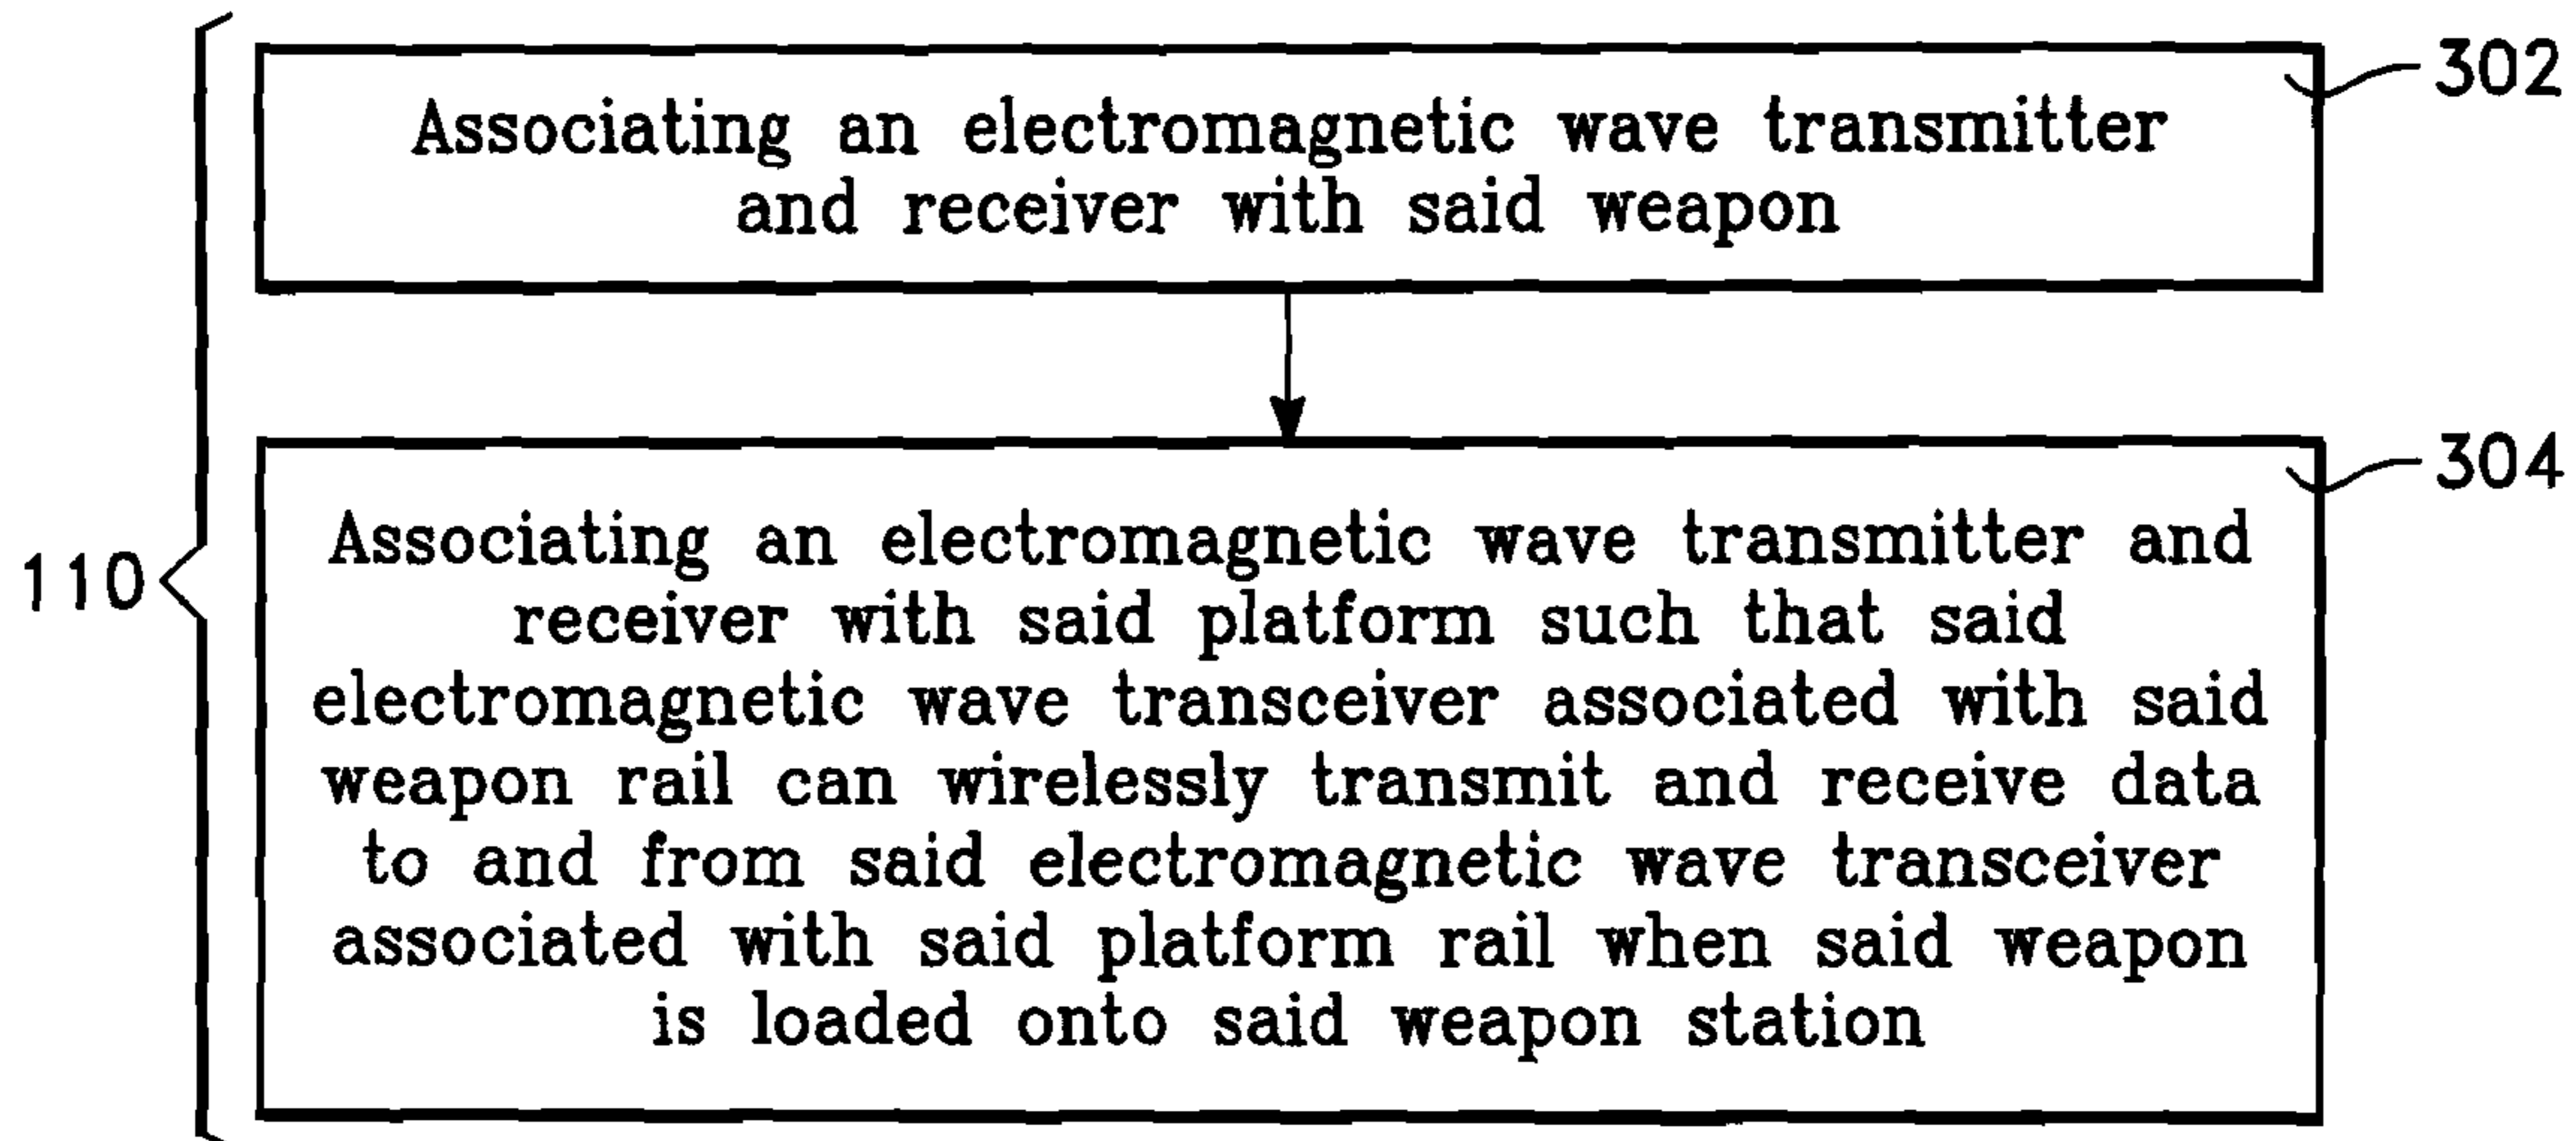 302
Associating an electromagnetic wave transmitter
and receiver with said weapon
304
Associating an electromagnetic wave transmitter and
receiver with said platform such that said
electromagnetic wave transceiver associated with said
weapon rail can wirelessly transmit and receive data
to and from said electromagnetic wave transceiver
associated with said platform rail when said weapon
is loaded onto said weapon station
110